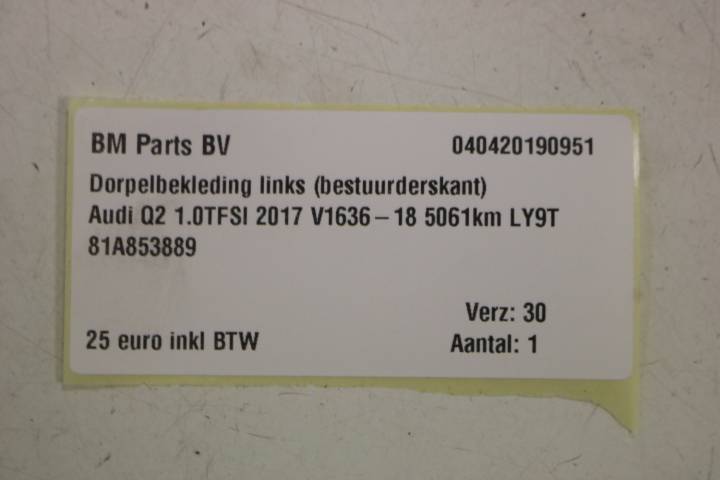 BM Parts BV 040420190951
Dorpelbekleding links (bestuurderskant)
Audi Q2 1.0TFSI 2017 V1636-18 5061km LY9T
81A853889
Verz: 30
25 euro inkl BTW Aantal: 1